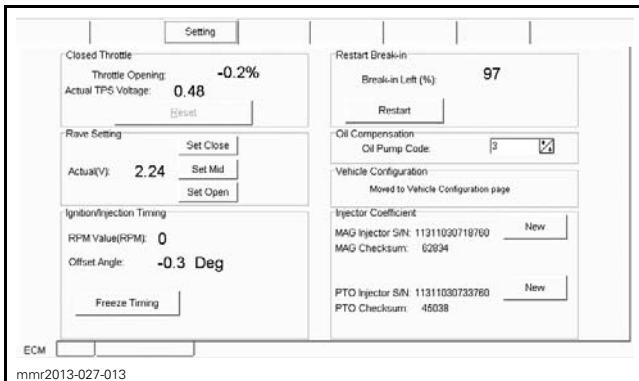 Setting
Closed Throttle
Throttle Opening: -0.2%
Actual TPS Voltage: 0.48
Reset
Rave Setting
Set Close
Actual(V): 2.24 Set Mid
Set Open
Ignition/Injection Timing
RPM Value(RPM): 0
Offset Angle: -0.3 Deg
Freeze Timing
Restart Break-in
Break-in Left (%): 97
Restart
Oil Compensation
Oil Pump Code: 3
Vehicle Configuration
Moved to Vehicle Configuration page
Injector Coefficient
MAG Injector S/N: 11311030718760 New
MAG Checksum: 62834
PTO Injector S/N: 11311030733760 New
PTO Checksum: 45038
ECM
mmr2013-027-013